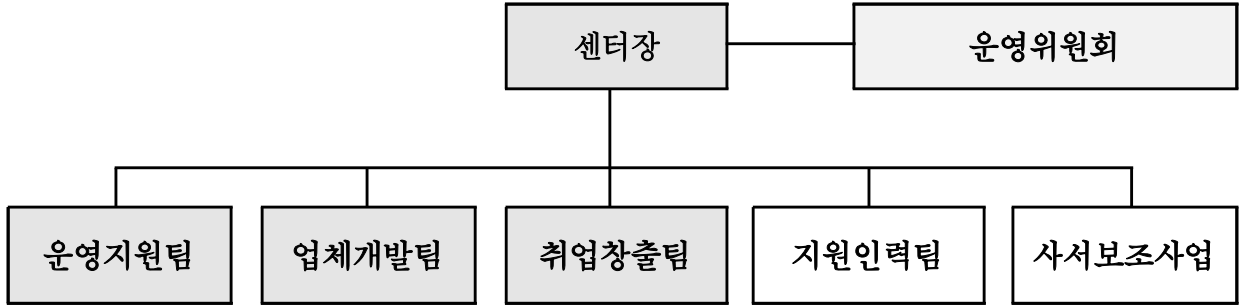 센터장
운영위원회
운영지원팀
업체개발팀
취업창출팀
지원인력팀
사서보조사업